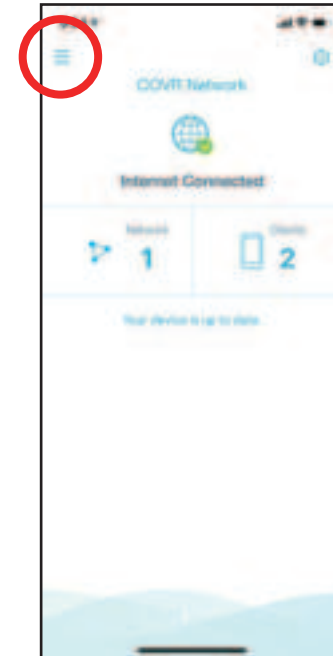 COVR Network
Internet Connected
Network
1
Clients
2
Your device is up to date